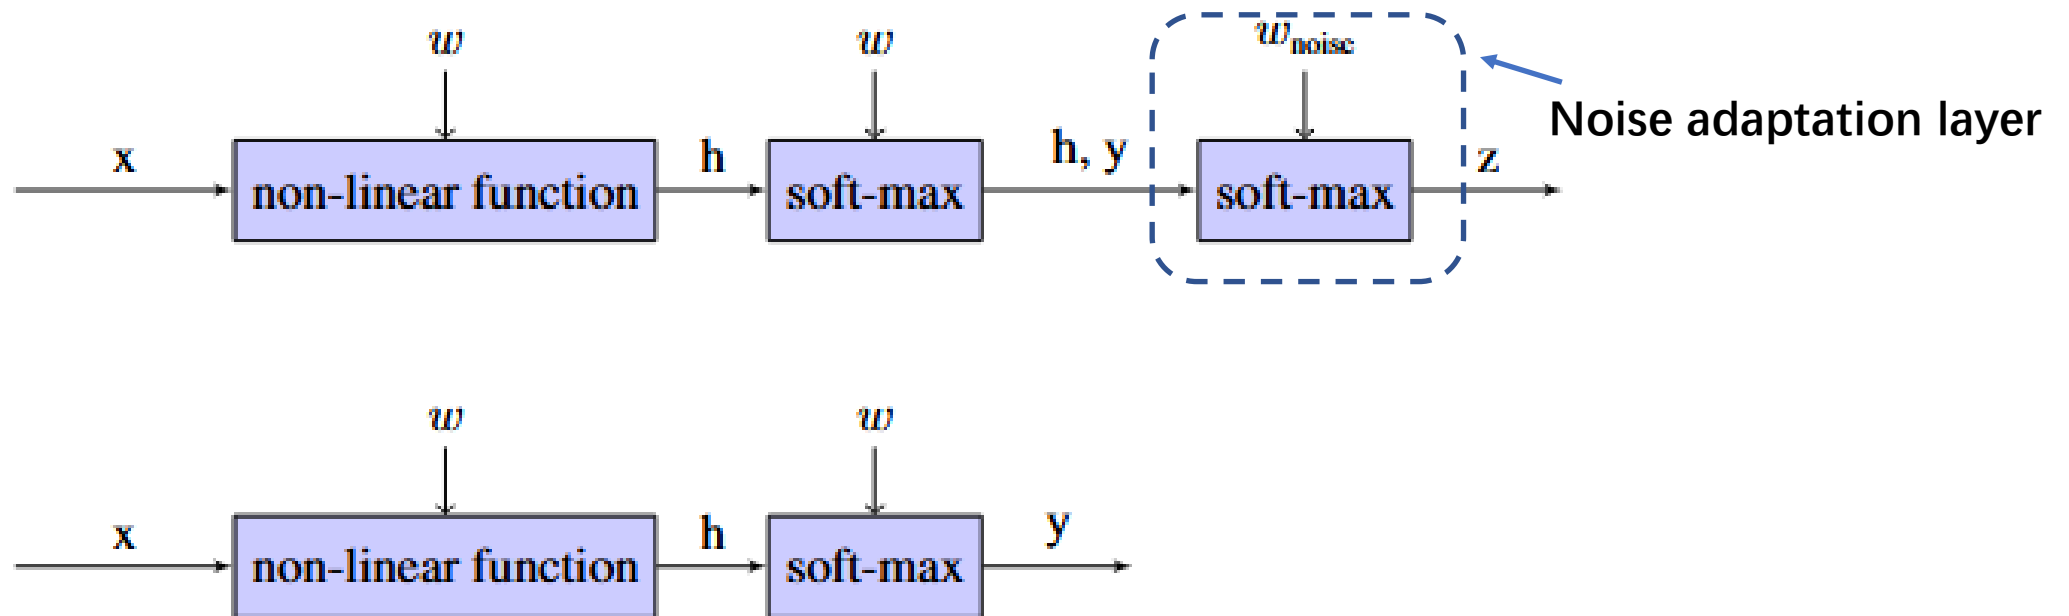 w w w_noise
Noise adaptation layer
x non-linear function h soft-max h, y soft-max z
w w
x non-linear function h soft-max y